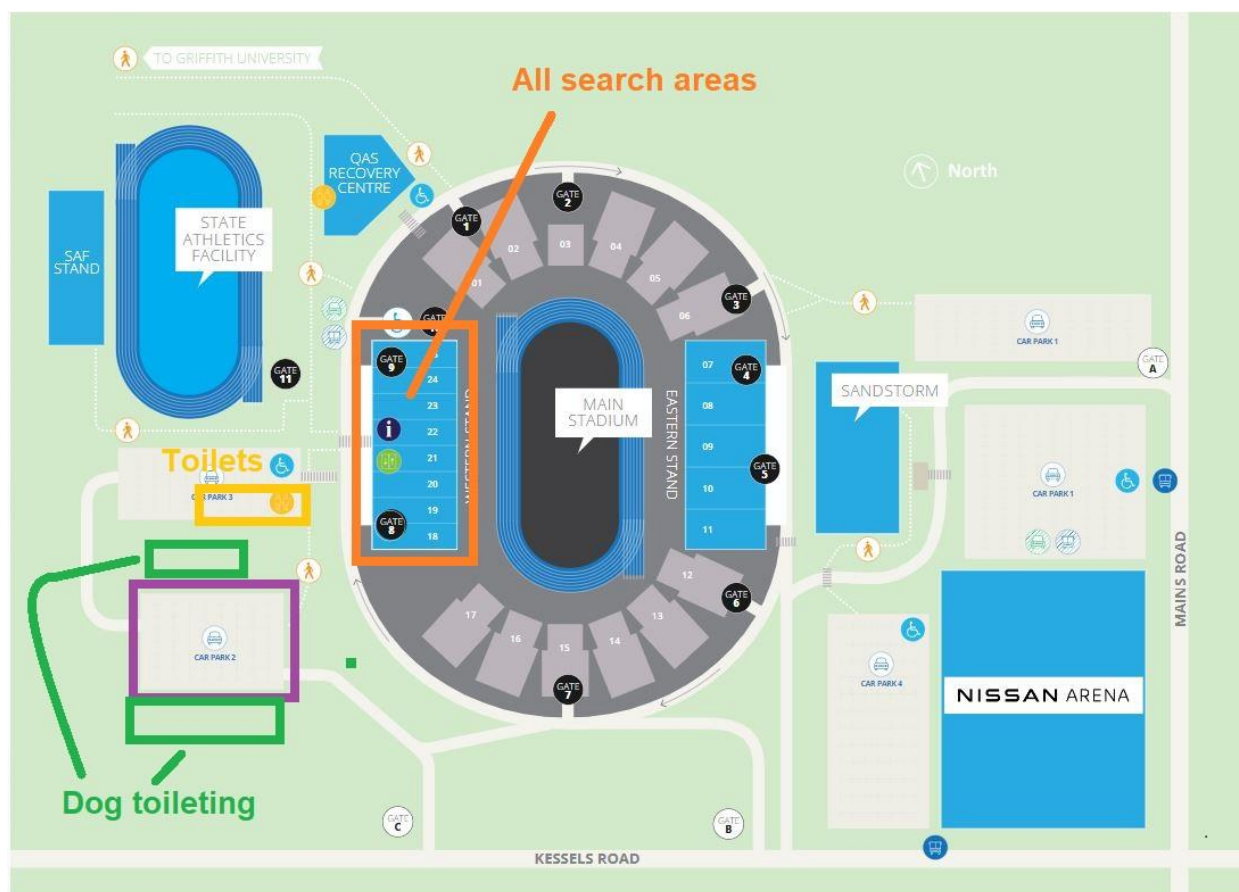 TO GRIFFITH UNIVERSITY
All search areas
QAS
RECOVERY
CENTRE
North
STATE
ATHLETICS
FACILITY
SAF
STAND
GATE
1
GATE
2
GATE
3
01
02
03
04
05
06
CAR PARK 1
GATE
A
GATE
9
24
23
22
21
20
19
18
GATE
8
i
WESTERN STAND
MAIN
STADIUM
EASTERN STAND
07
08
09
10
11
GATE
4
GATE
5
SANDSTORM
CAR PARK 1
GATE
11
Toilets
CAR PARK 3
12
13
14
15
16
17
GATE
6
GATE
7
CAR PARK 2
CAR PARK 4
NISSAN ARENA
MAINS ROAD
Dog toileting
GATE
C
GATE
B
KESSELS ROAD